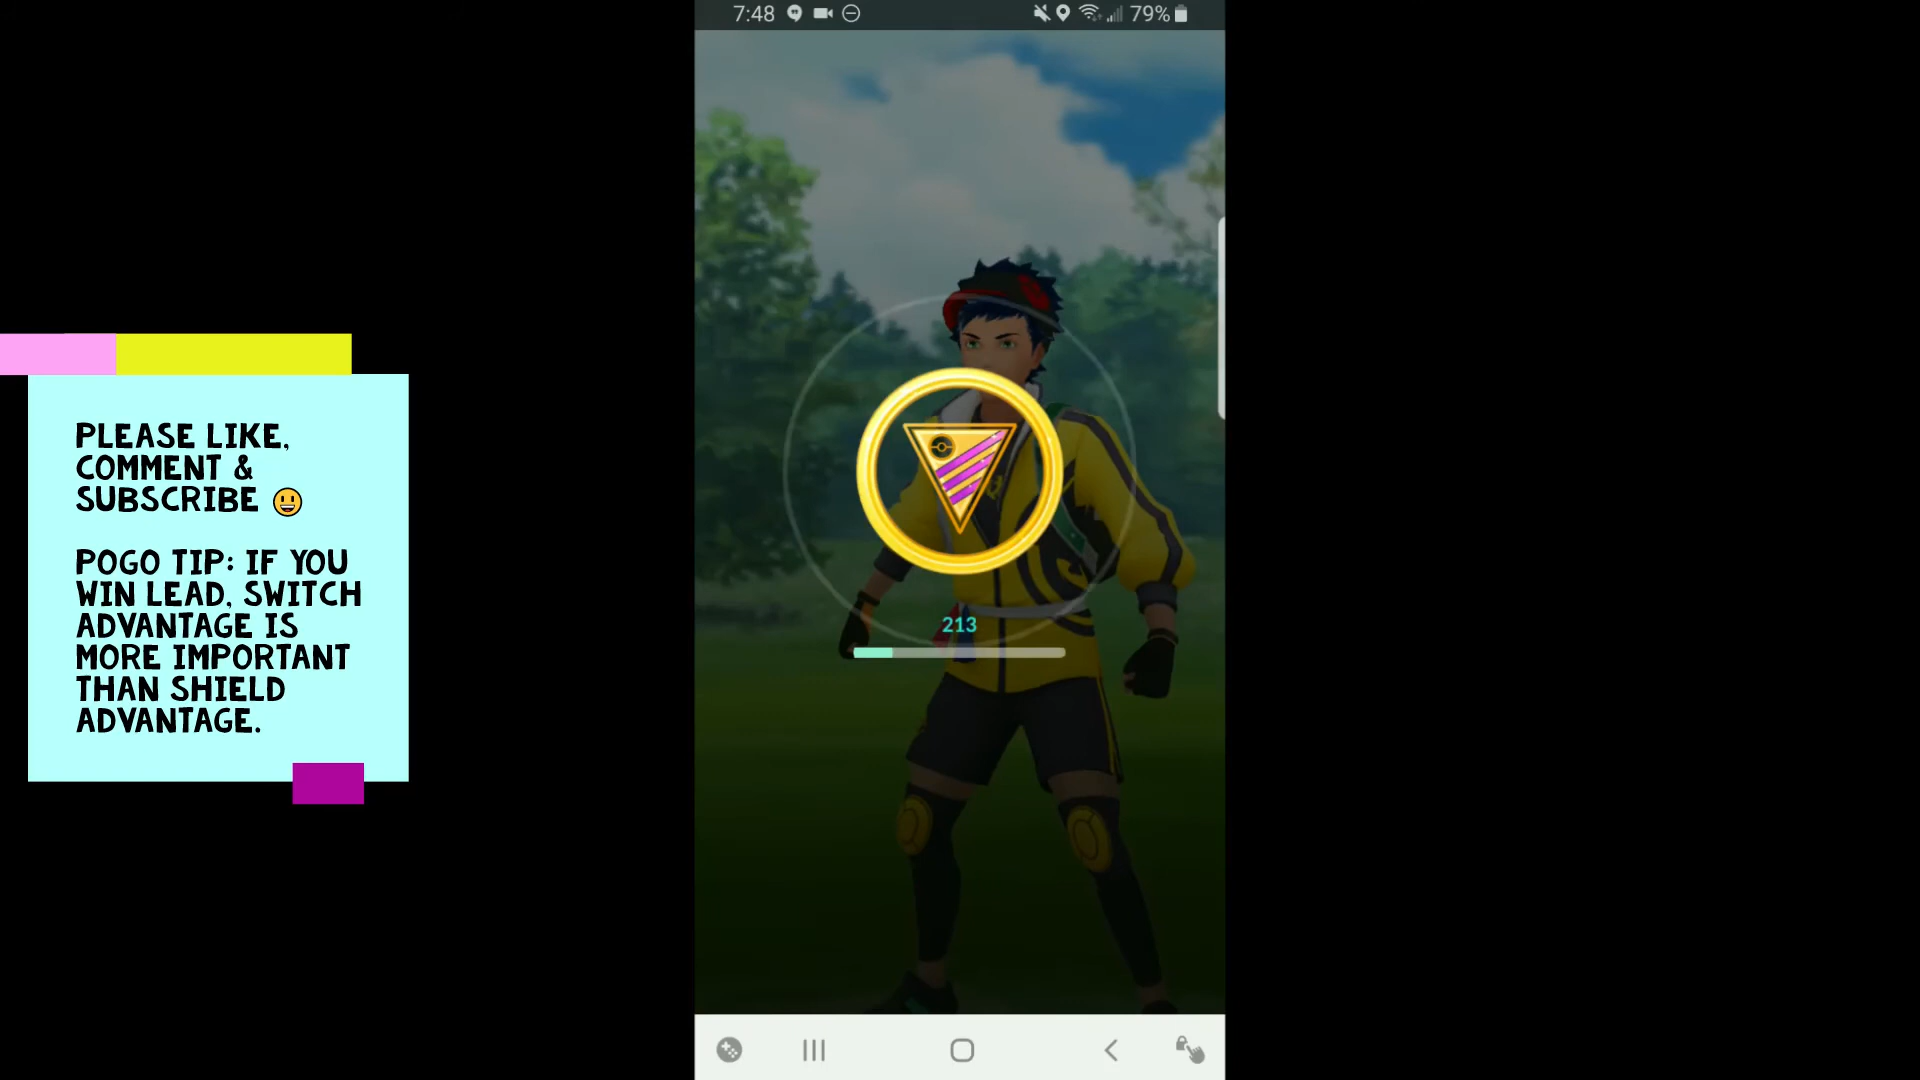 7:48
79%
PLEASE LIKE,
COMMENT &
SUBSCRIBE 😀
POGO TIP: IF YOU
WIN LEAD, SWITCH
ADVANTAGE IS
MORE IMPORTANT
THAN SHIELD
ADVANTAGE.
213